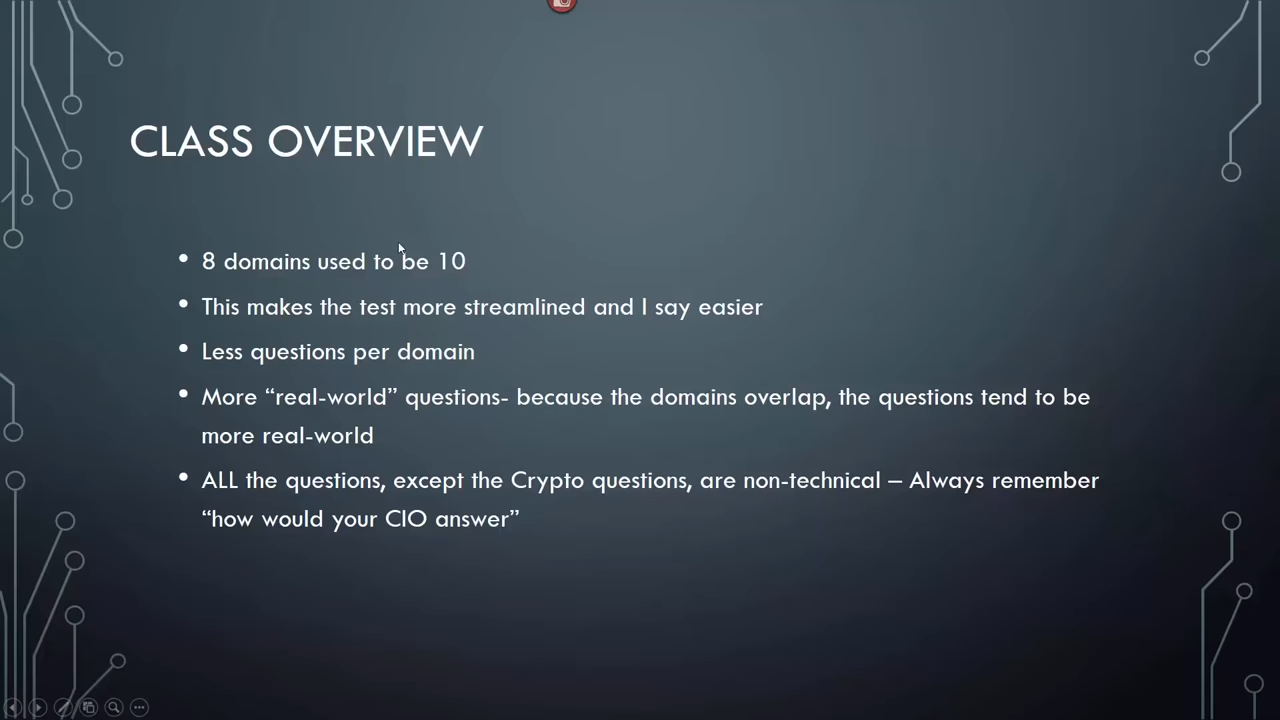 CLASS OVERVIEW
• 8 domains used to be 10
• This makes the test more streamlined and I say easier
• Less questions per domain
• More “real-world” questions- because the domains overlap, the questions tend to be
more real-world
• ALL the questions, except the Crypto questions, are non-technical – Always remember
“how would your CIO answer”